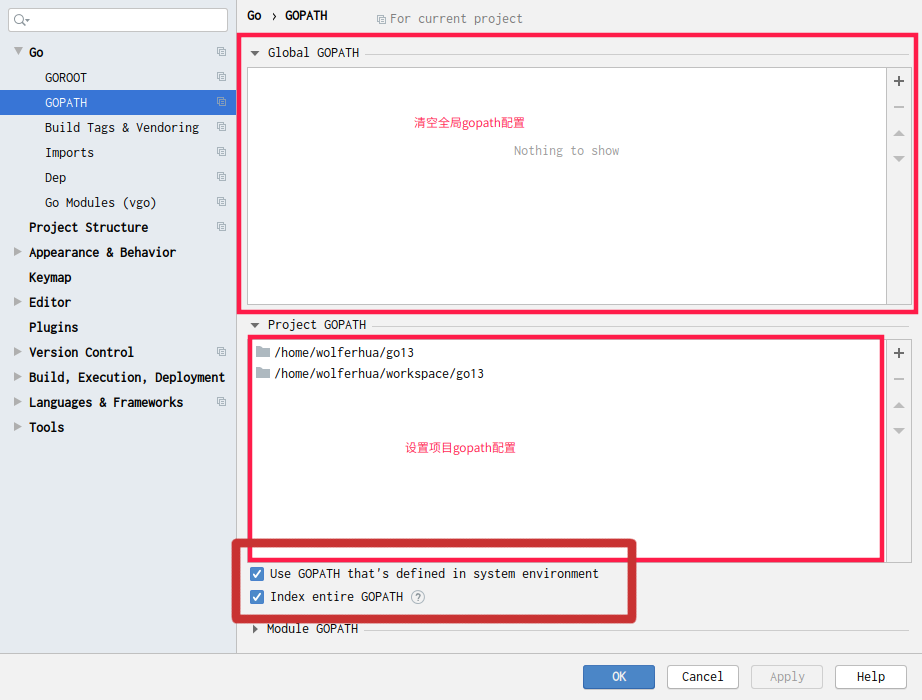 Go › GOPATH
For current project
Go
GOROOT
GOPATH
Build Tags & Vendoring
Imports
Dep
Go Modules (vgo)
Project Structure
Appearance & Behavior
Keymap
Editor
Plugins
Version Control
Build, Execution, Deployment
Languages & Frameworks
Tools
Global GOPATH
清空全局gopath配置
Nothing to show
Project GOPATH
/home/wolferhua/go13
/home/wolferhua/workspace/go13
设置项目gopath配置
Use GOPATH that's defined in system environment
Index entire GOPATH ?
Module GOPATH
OK
Cancel
Apply
Help